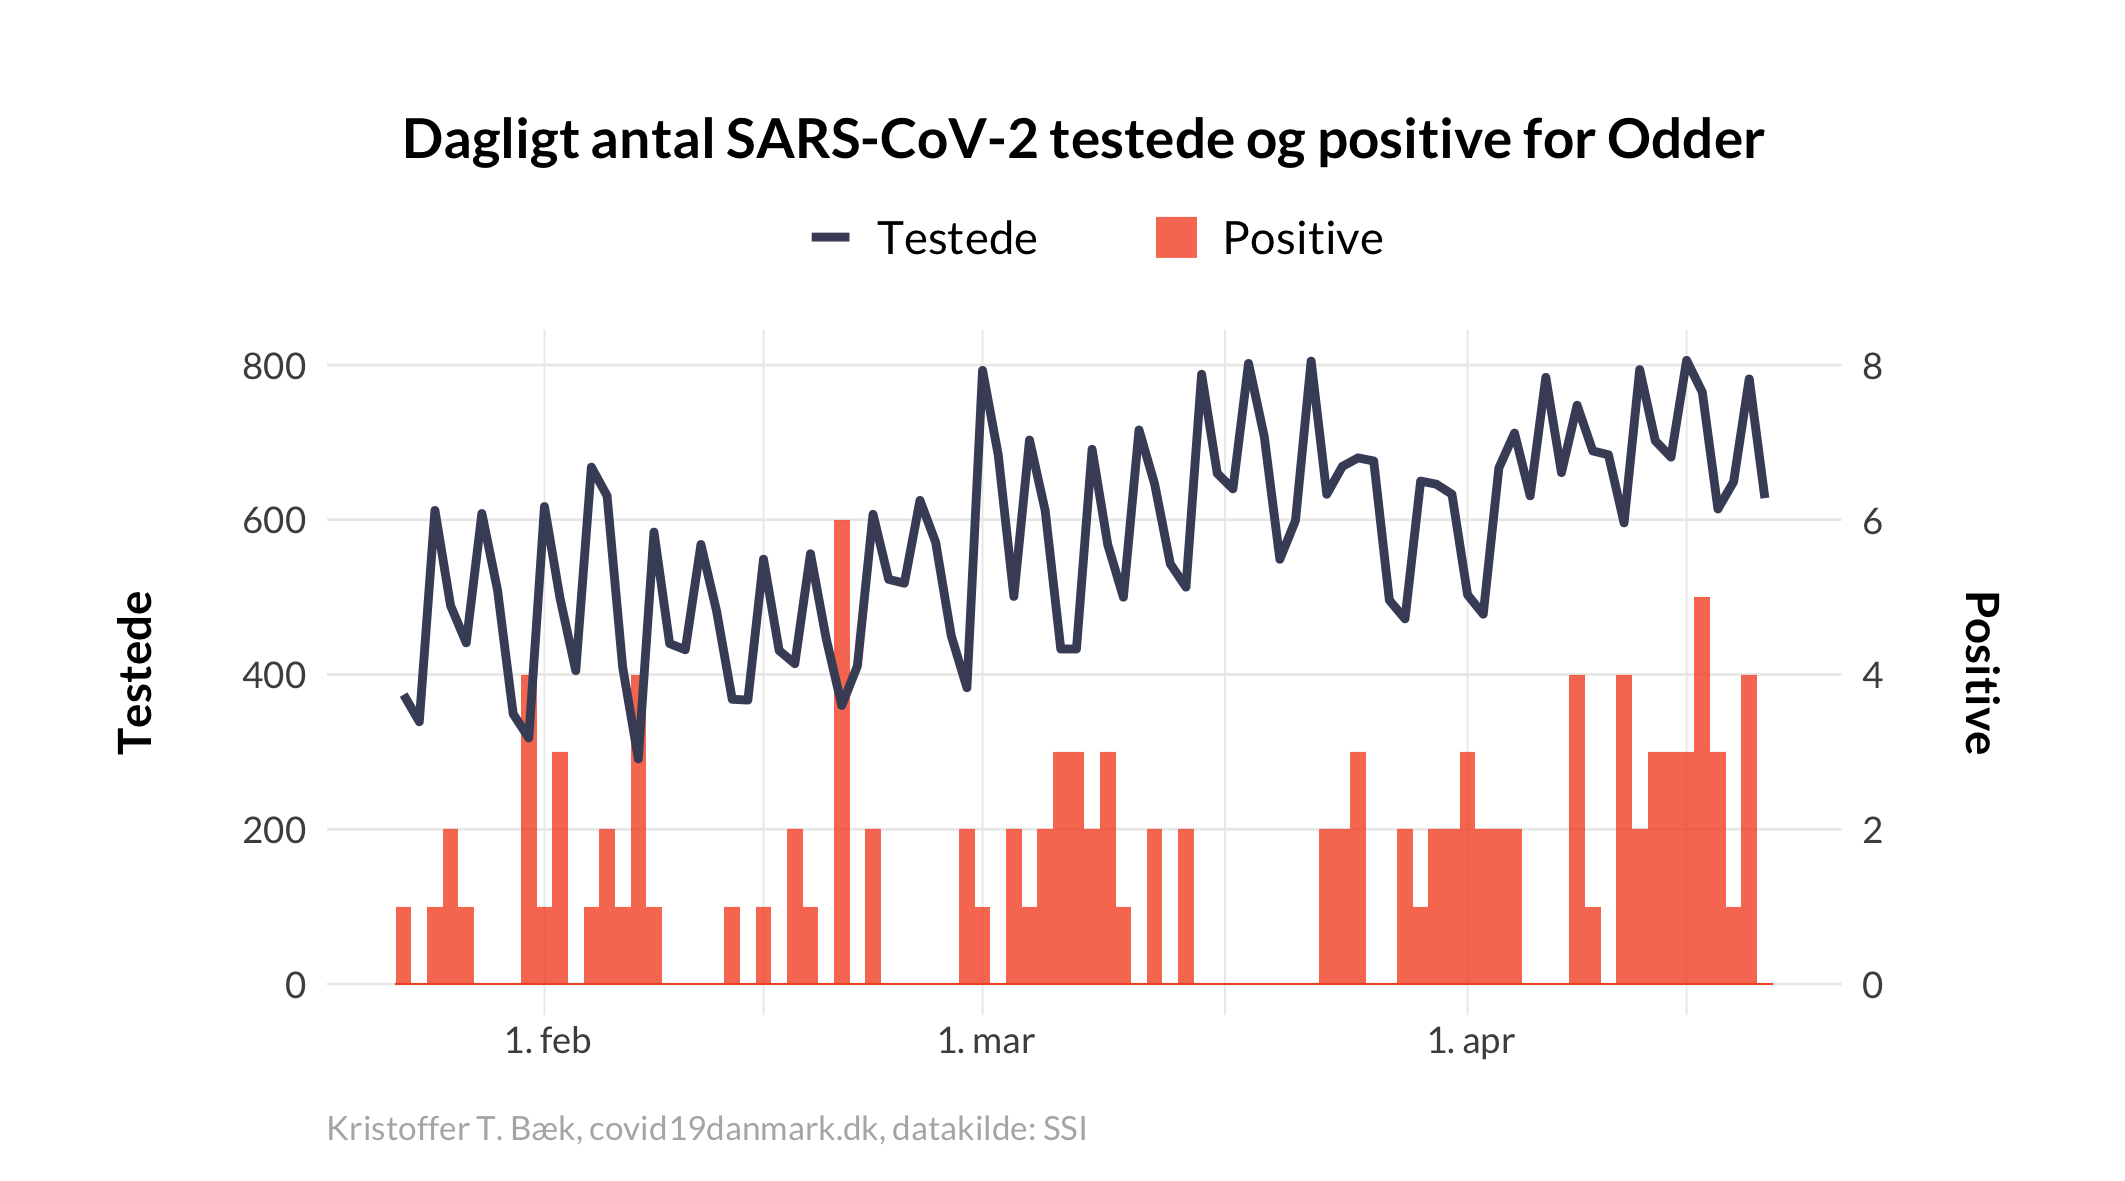 Dagligt antal SARS-CoV-2 testede og positive for Odder
Testede Positive
800 8
600 6
400 4
200 2
0 0
Testede
Positive
1. feb 1. mar 1. apr
Kristoffer T. Bæk, covid19danmark.dk, datakilde: SSI